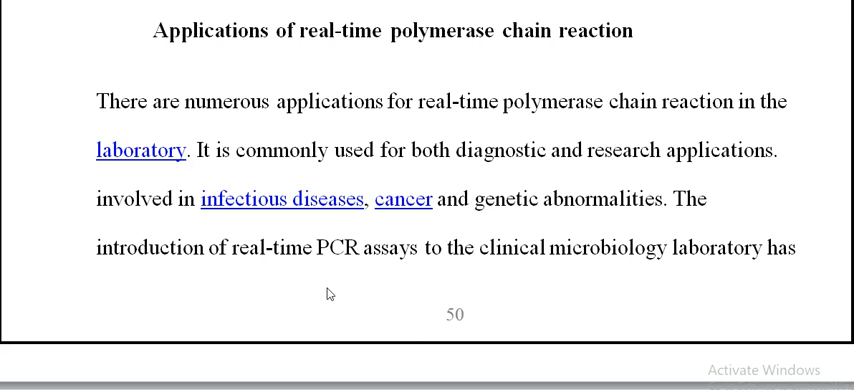 Applications of real-time polymerase chain reaction
There are numerous applications for real-time polymerase chain reaction in the
laboratory. It is commonly used for both diagnostic and research applications.
involved in infectious diseases, cancer and genetic abnormalities. The
introduction of real-time PCR assays to the clinical microbiology laboratory has
50
Activate Windows